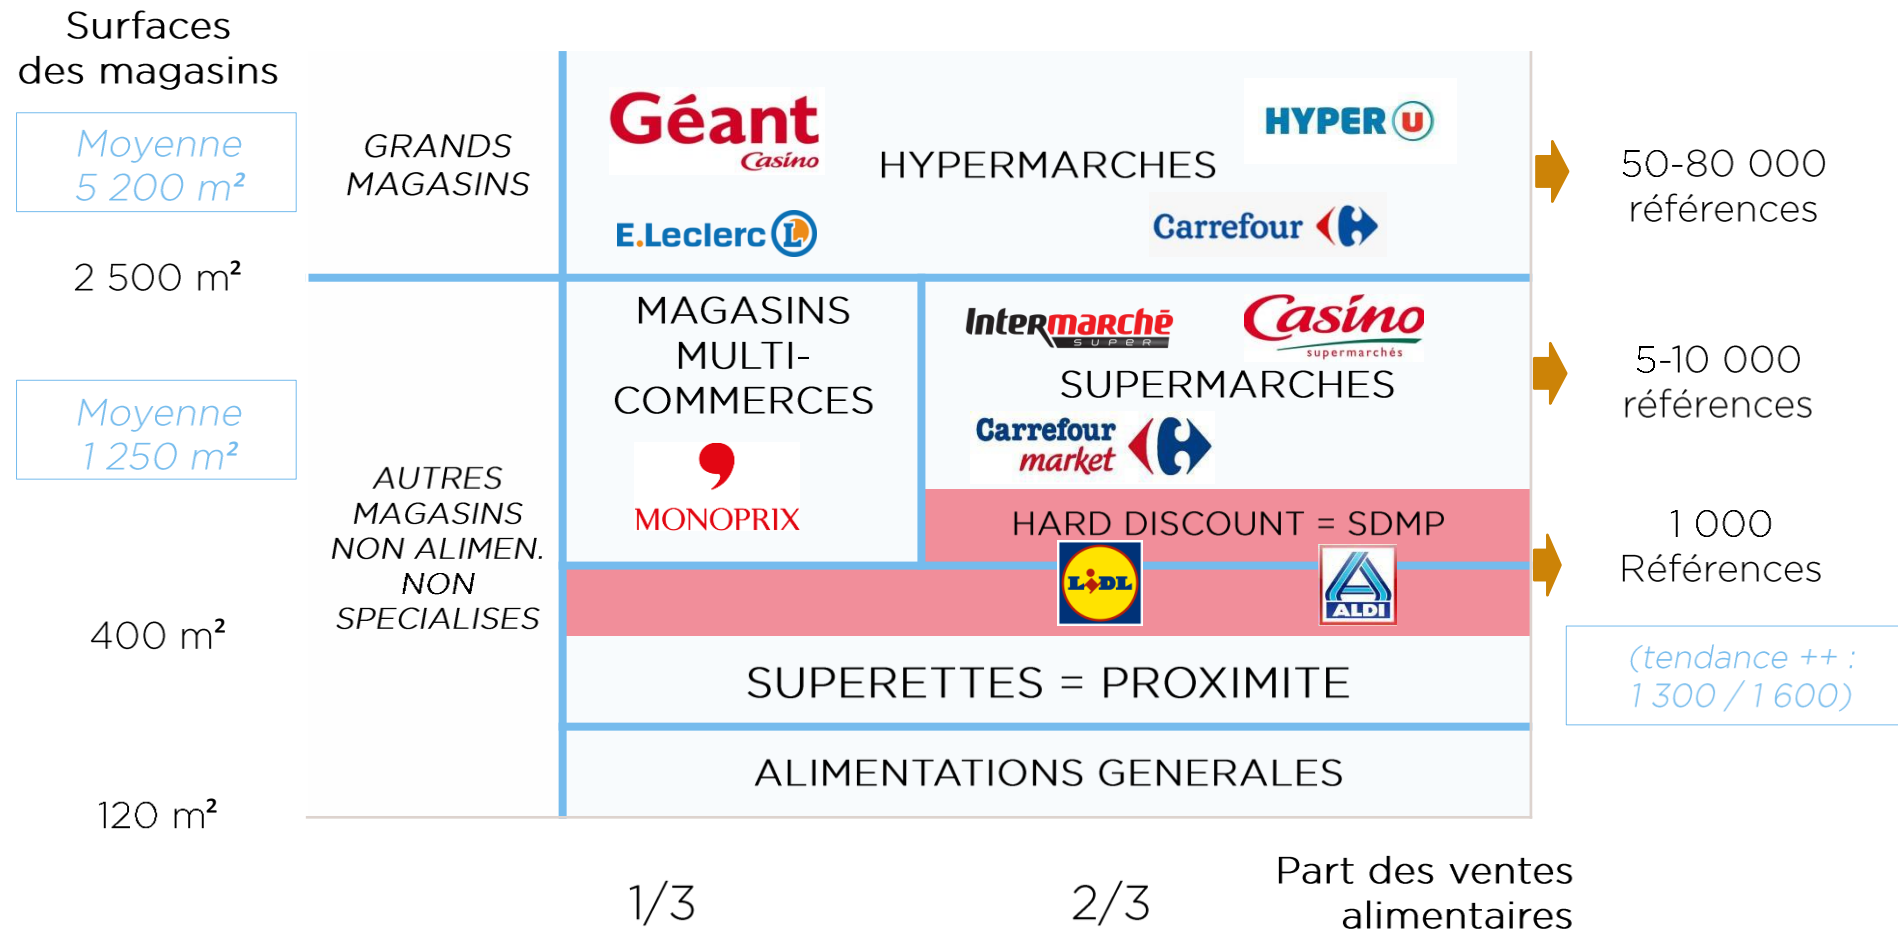 Surfaces
des magasins
Moyenne
5 200 m²
2 500 m²
Moyenne
1 250 m²
400 m²
120 m²
GRANDS
MAGASINS
AUTRES
MAGASINS
NON ALIMEN.
NON
SPECIALISES
Géant
Casino
HYPER U
HYPERMARCHES
E.Leclerc L
Carrefour
50-80 000
références
MAGASINS
MULTI-
COMMERCES
MONOPRIX
Intermarchē
SUPER
Casino
supermarchés
SUPERMARCHES
Carrefour
market
5-10 000
références
HARD DISCOUNT = SDMP
LIDL
ALDI
1 000
Références
(tendance ++ :
1 300 / 1 600)
SUPERETTES = PROXIMITE
ALIMENTATIONS GENERALES
1/3
2/3
Part des ventes
alimentaires